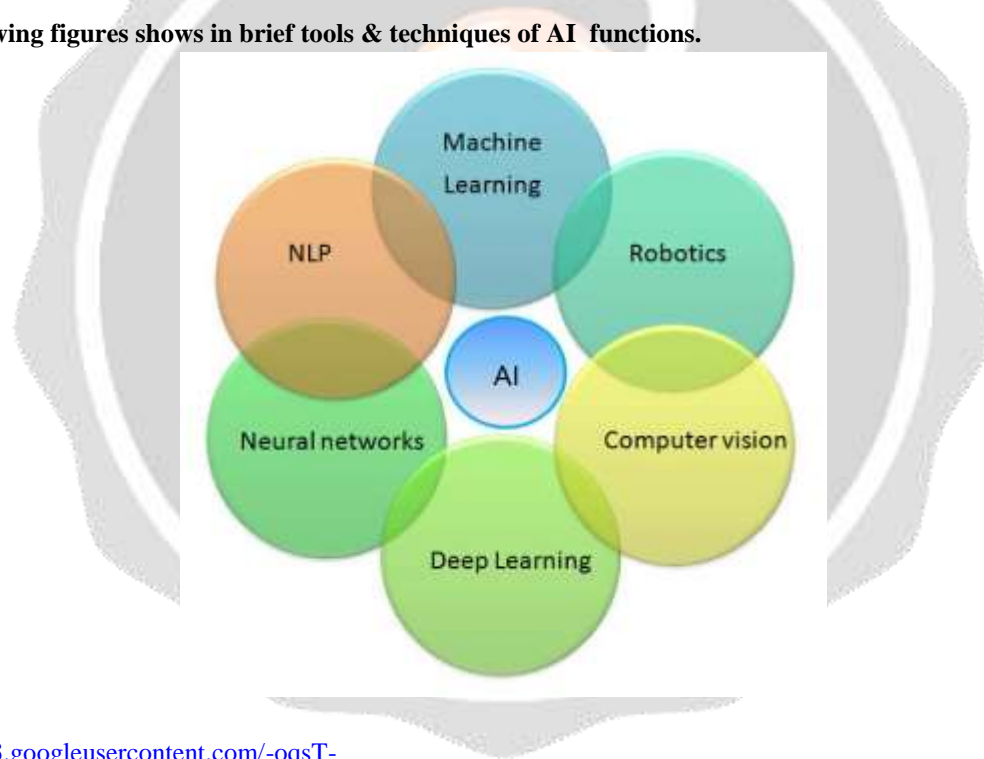 wing figures shows in brief tools & techniques of AI functions.
Machine
Learning
NLP
Robotics
AI
Neural networks
Computer vision
Deep Learning
.googleusercontent.com/-oqsT-